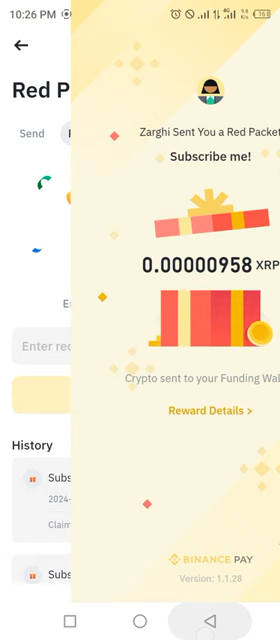 10:26 PM
Red P
Send
Zarghi Sent You a Red Packet
Subscribe me!
0.00000958 XRP
Enter rec
Crypto sent to your Funding Wal
Reward Details >
History
Subs
2024-
Claim
Subs
BINANCE PAY
Version: 1.1.28